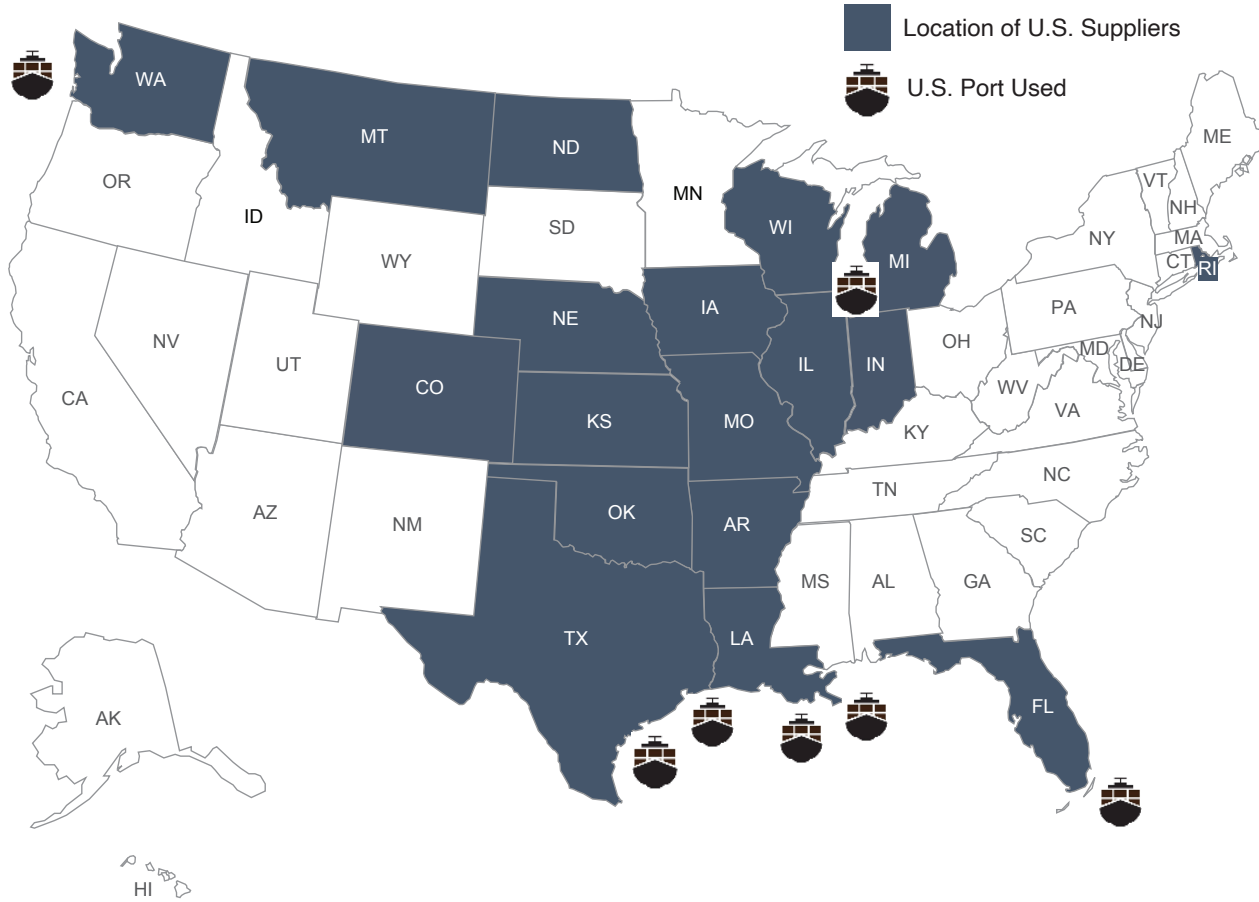 Location of U.S. Suppliers
U.S. Port Used
WA
MT
ND
MN
ME
OR
ID
SD
WI
MI
VT
NH
NY
MA
CT
RI
WY
NE
IA
PA
NJ
NV
UT
CO
IL
IN
OH
MD
DE
WV
VA
CA
KS
MO
KY
AZ
NM
OK
AR
TN
NC
SC
MS
AL
GA
TX
LA
FL
AK
HI